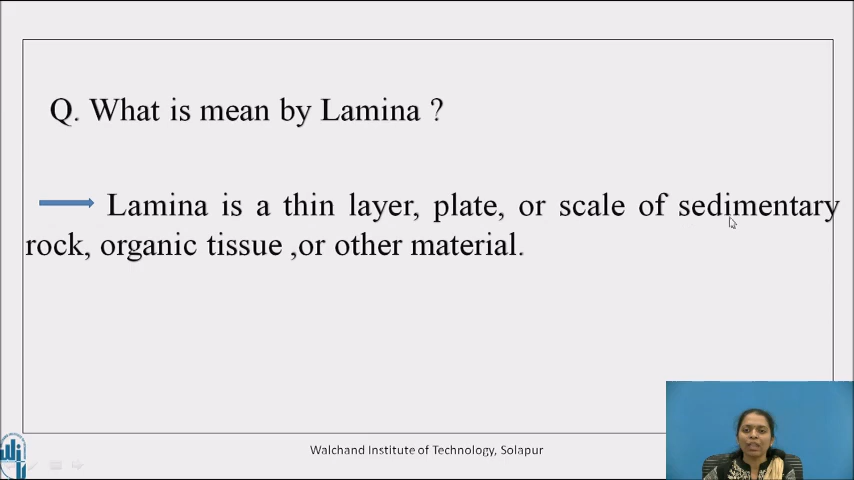 Q. What is mean by Lamina ?
Lamina is a thin layer, plate, or scale of sedimentary
rock, organic tissue ,or other material.
Walchand Institute of Technology, Solapur